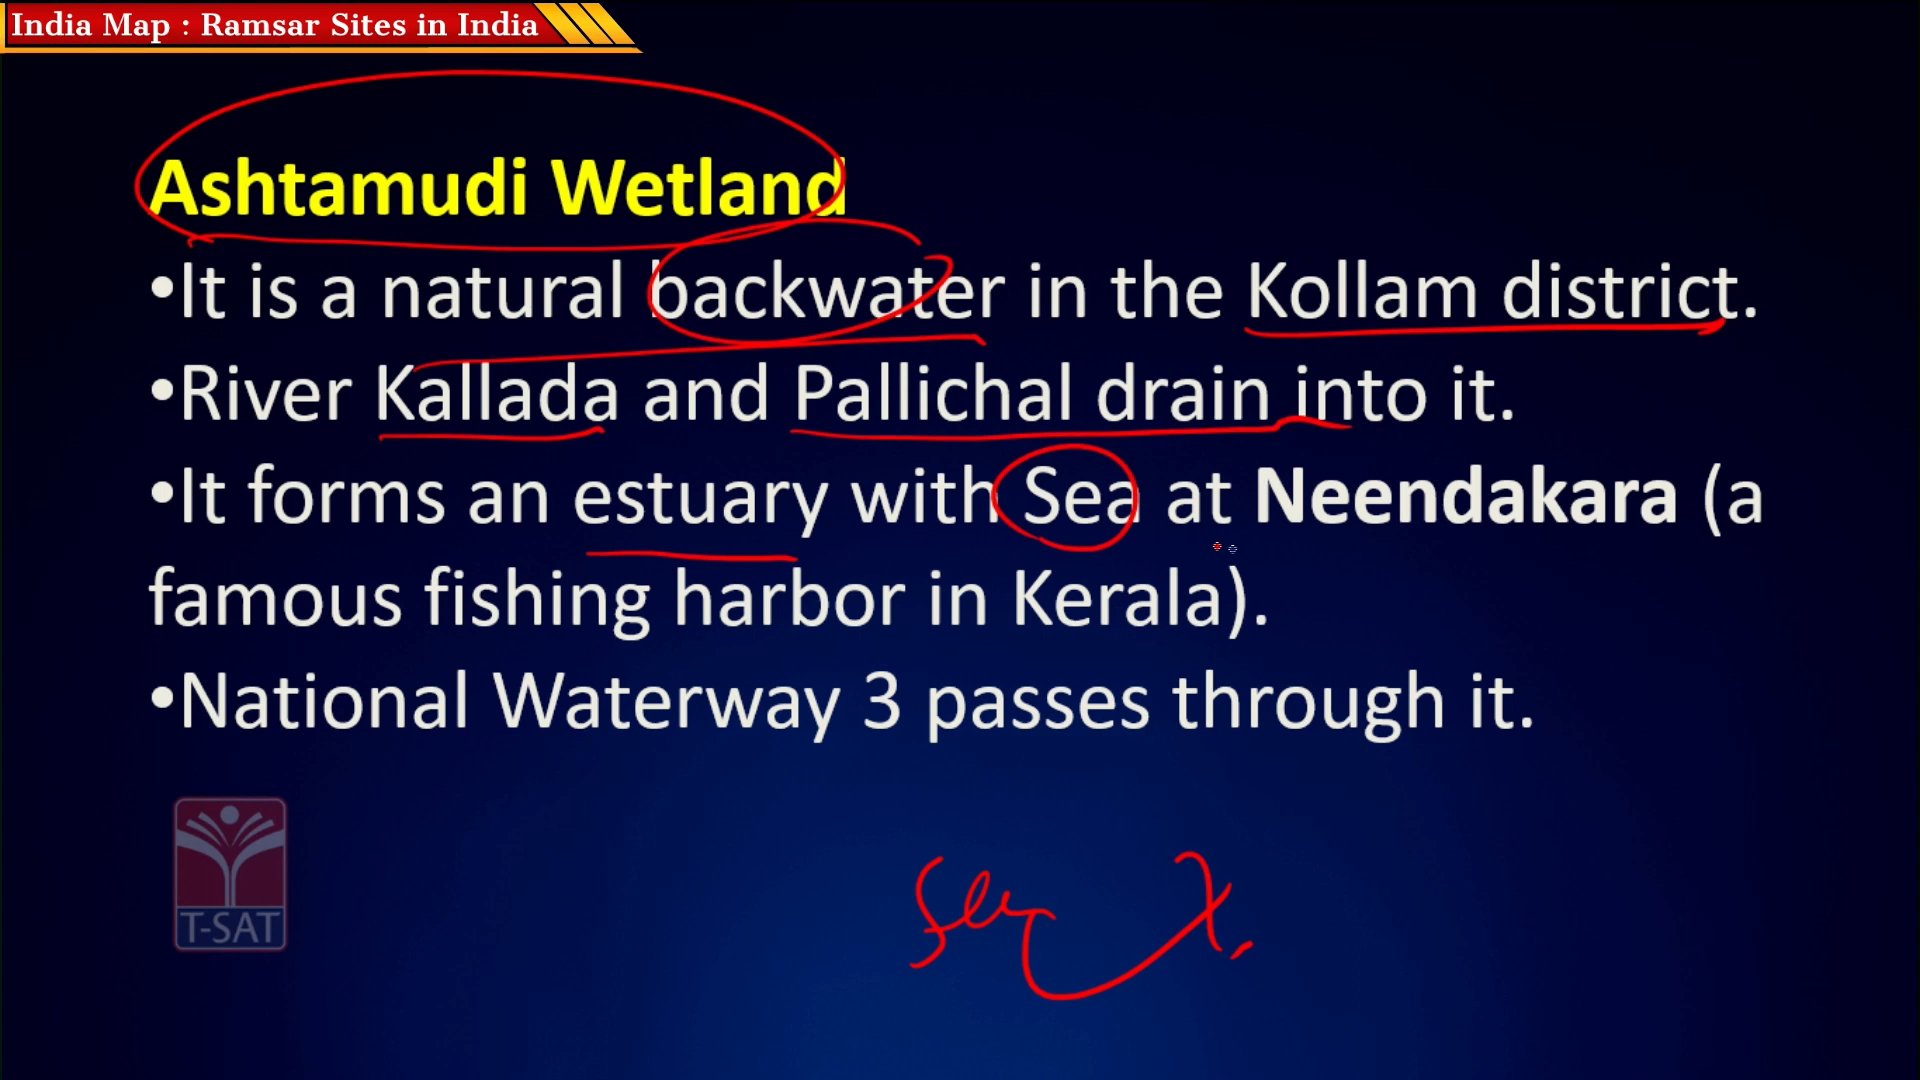 India Map : Ramsar Sites in India
Ashtamudi Wetland
•It is a natural backwater in the Kollam district.
•River Kallada and Pallichal drain into it.
•It forms an estuary with Sea at Neendakara (a
famous fishing harbor in Kerala).
•National Waterway 3 passes through it.
T-SAT